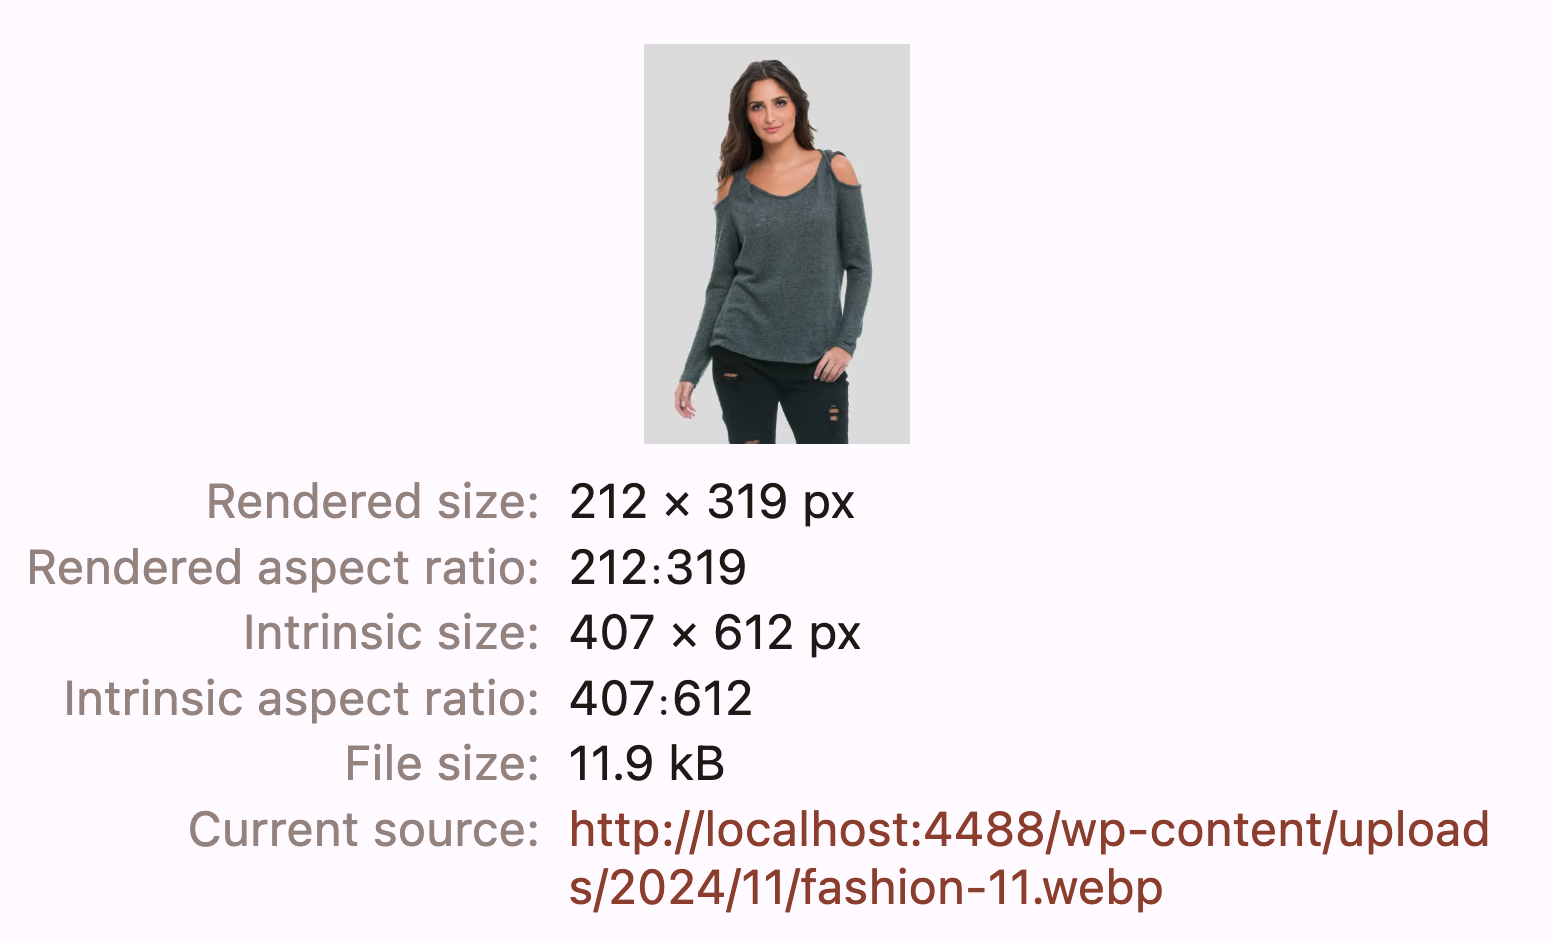 Rendered size: 212 × 319 px
Rendered aspect ratio: 212:319
Intrinsic size: 407 × 612 px
Intrinsic aspect ratio: 407:612
File size: 11.9 kB
Current source: http://localhost:4488/wp-content/upload
s/2024/11/fashion-11.webp